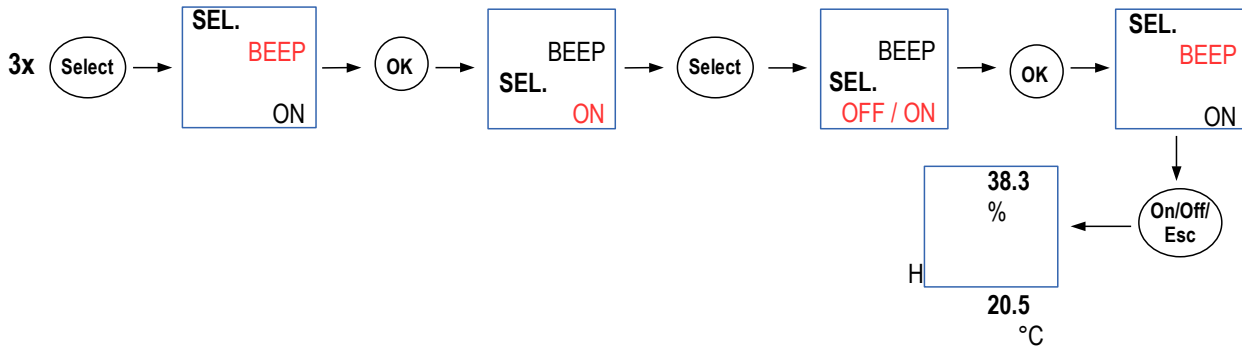 3x
Select
SEL.
BEEP
ON
OK
BEEP
SEL.
ON
Select
BEEP
SEL.
OFF / ON
OK
SEL.
BEEP
ON
On/Off/
Esc
38.3
%
H
20.5
°C